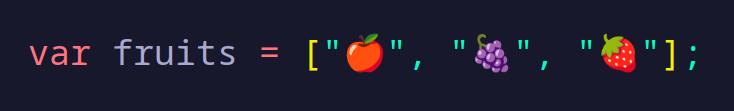 var fruits = ["🍎", "🍇", "🍓"];